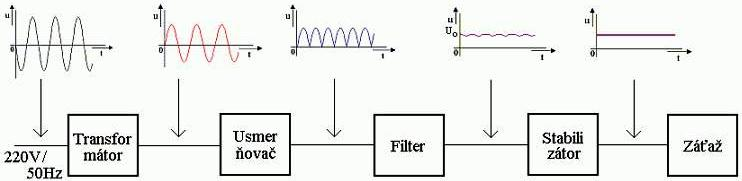 u
0
t
u
0
t
u
0
t
u
U₀
0
t
u
0
t
220V/
50Hz
Transfor
mátor
Usmer
ňovač
Filter
Stabili
zátor
Záťaž